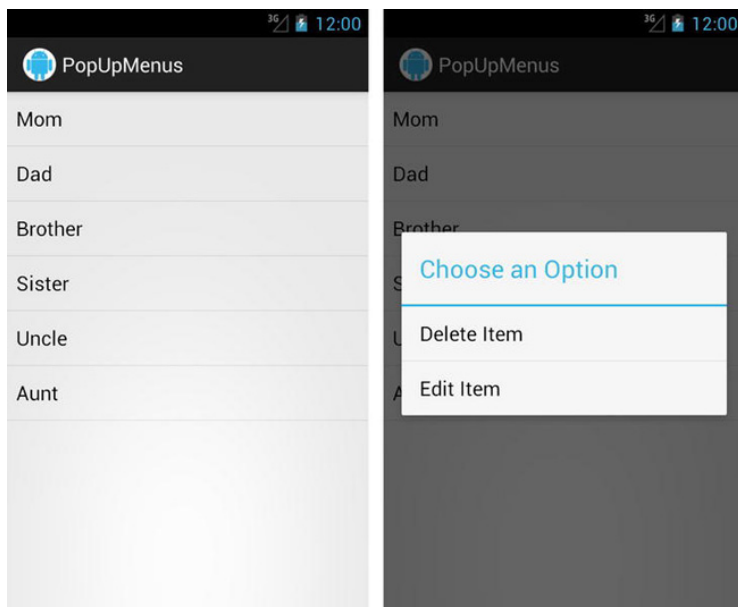 3G 12:00
PopUpMenus
Mom
Dad
Brother
Sister
Uncle
Aunt
3G 12:00
PopUpMenus
Mom
Dad
Brother
Choose an Option
Delete Item
Edit Item